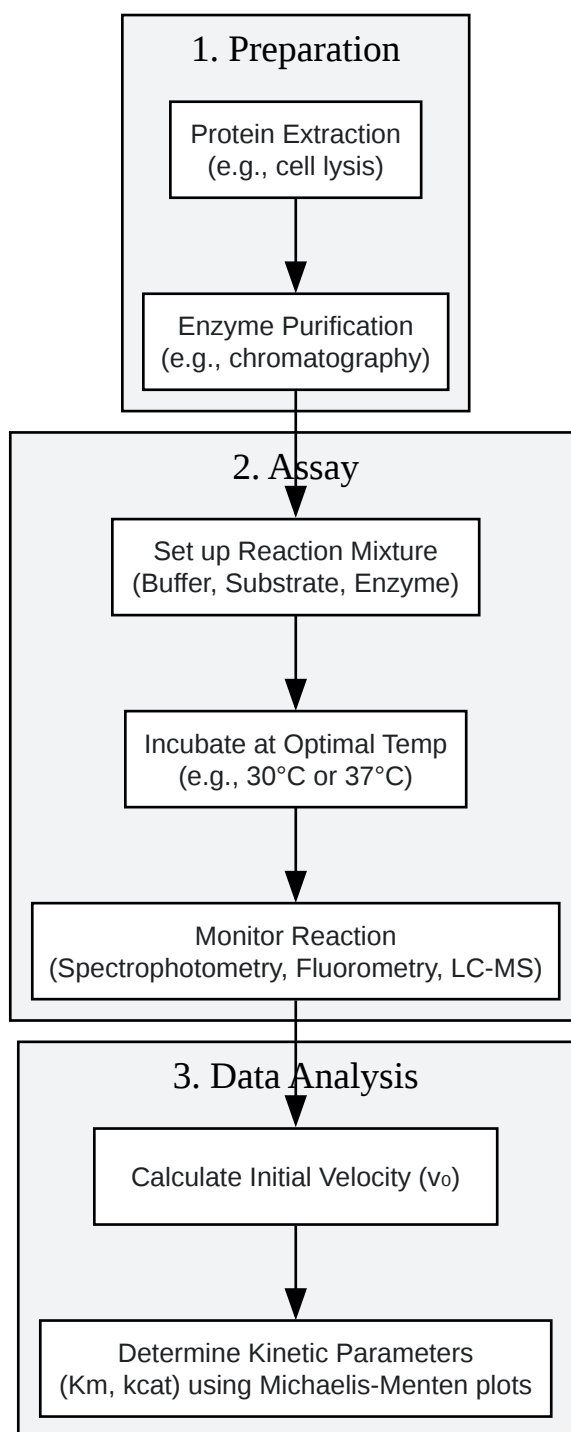 1. Preparation
Protein Extraction
(e.g., cell lysis)
Enzyme Purification
(e.g., chromatography)
2. Assay
Set up Reaction Mixture
(Buffer, Substrate, Enzyme)
Incubate at Optimal Temp
(e.g., 30°C or 37°C)
Monitor Reaction
(Spectrophotometry, Fluorometry, LC-MS)
3. Data Analysis
Calculate Initial Velocity (v₀)
Determine Kinetic Parameters
(Km, kcat) using Michaelis-Menten plots